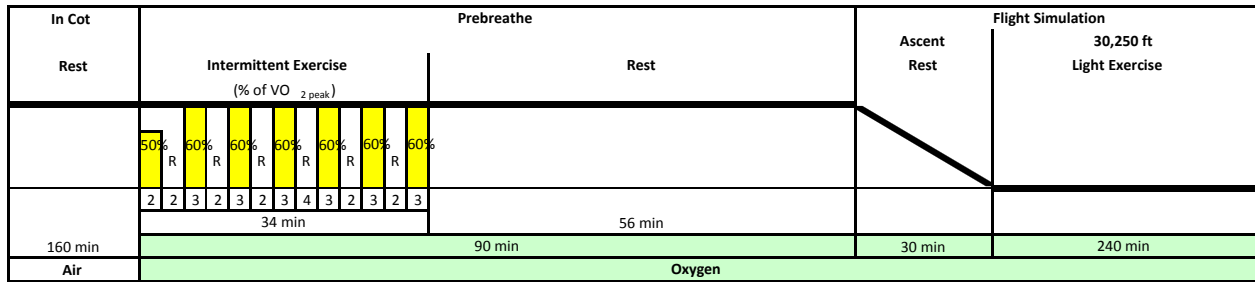 In Cot Prebreathe Flight Simulation
Ascent 30,250 ft
Rest Intermittent Exercise Rest Rest Light Exercise
(% of VO 2 peak)
50% 60% 60% 60% 60% 60% 60%
R R R R R R
2 2 3 2 3 2 3 4 3 2 3 2 3
34 min 56 min
160 min 90 min 30 min 240 min
Air Oxygen